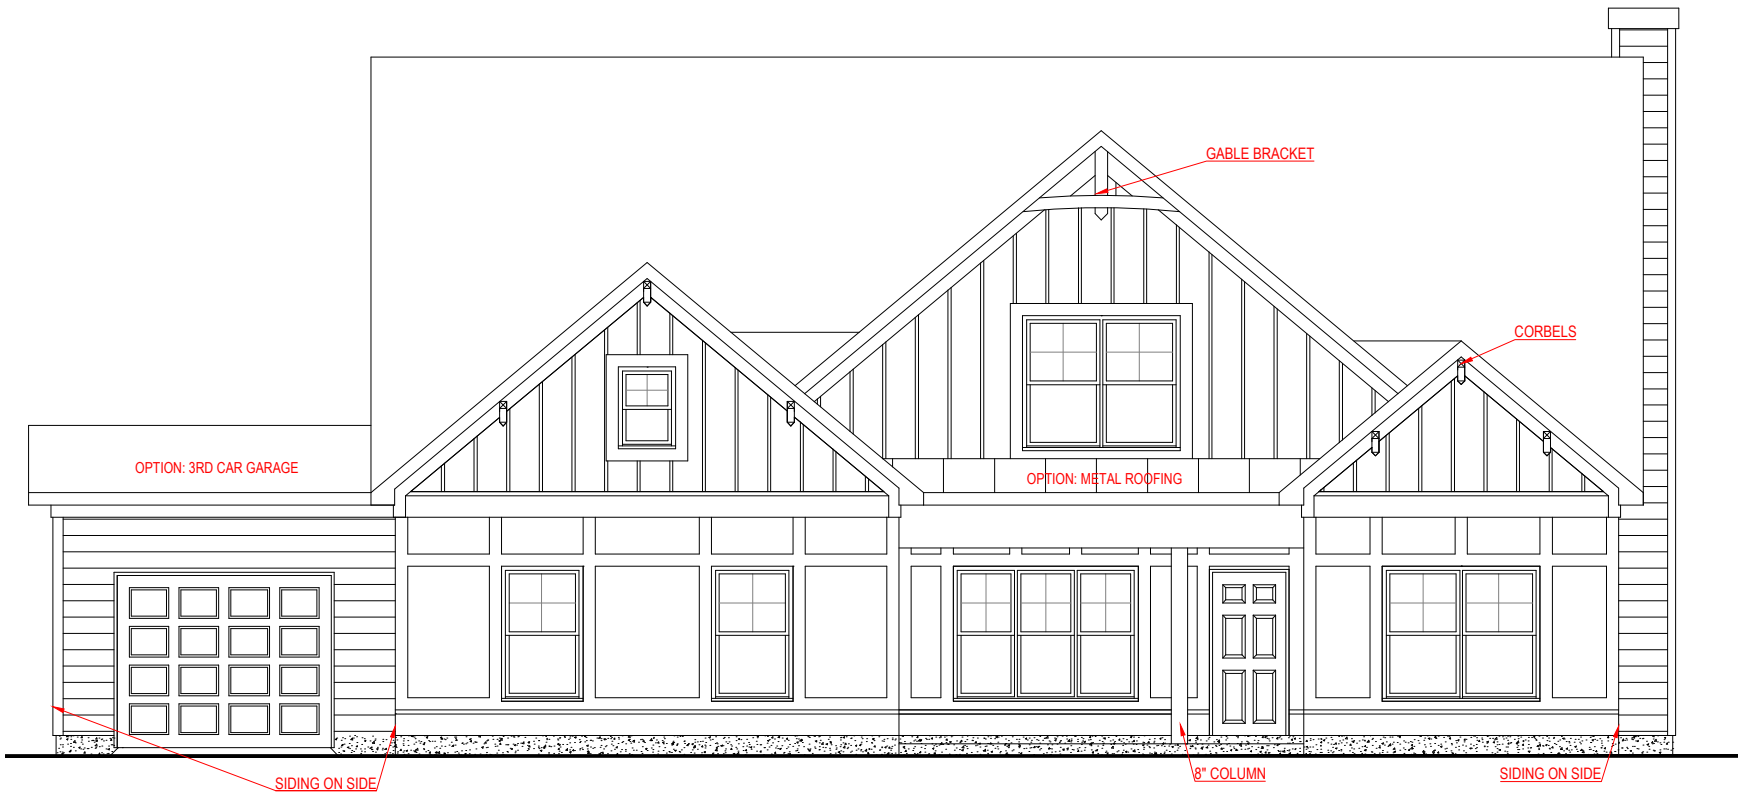 GABLE BRACKET
CORBELS
OPTION: 3RD CAR GARAGE
OPTION: METAL ROOFING
SIDING ON SIDE
8" COLUMN
SIDING ON SIDE